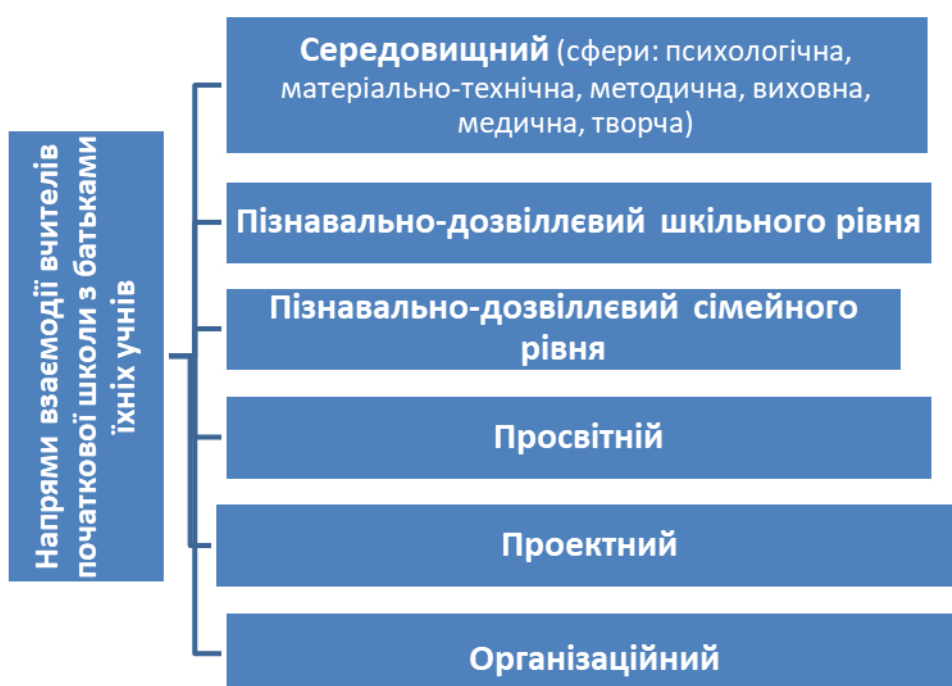 Напрями взаємодії вчителів
початкової школи з батьками
їхніх учнів
Середовищний (сфери: психологічна,
матеріально-технічна, методична, виховна,
медична, творча)
Пізнавально-дозвіллєвий шкільного рівня
Пізнавально-дозвіллєвий сімейного
рівня
Просвітній
Проектний
Організаційний